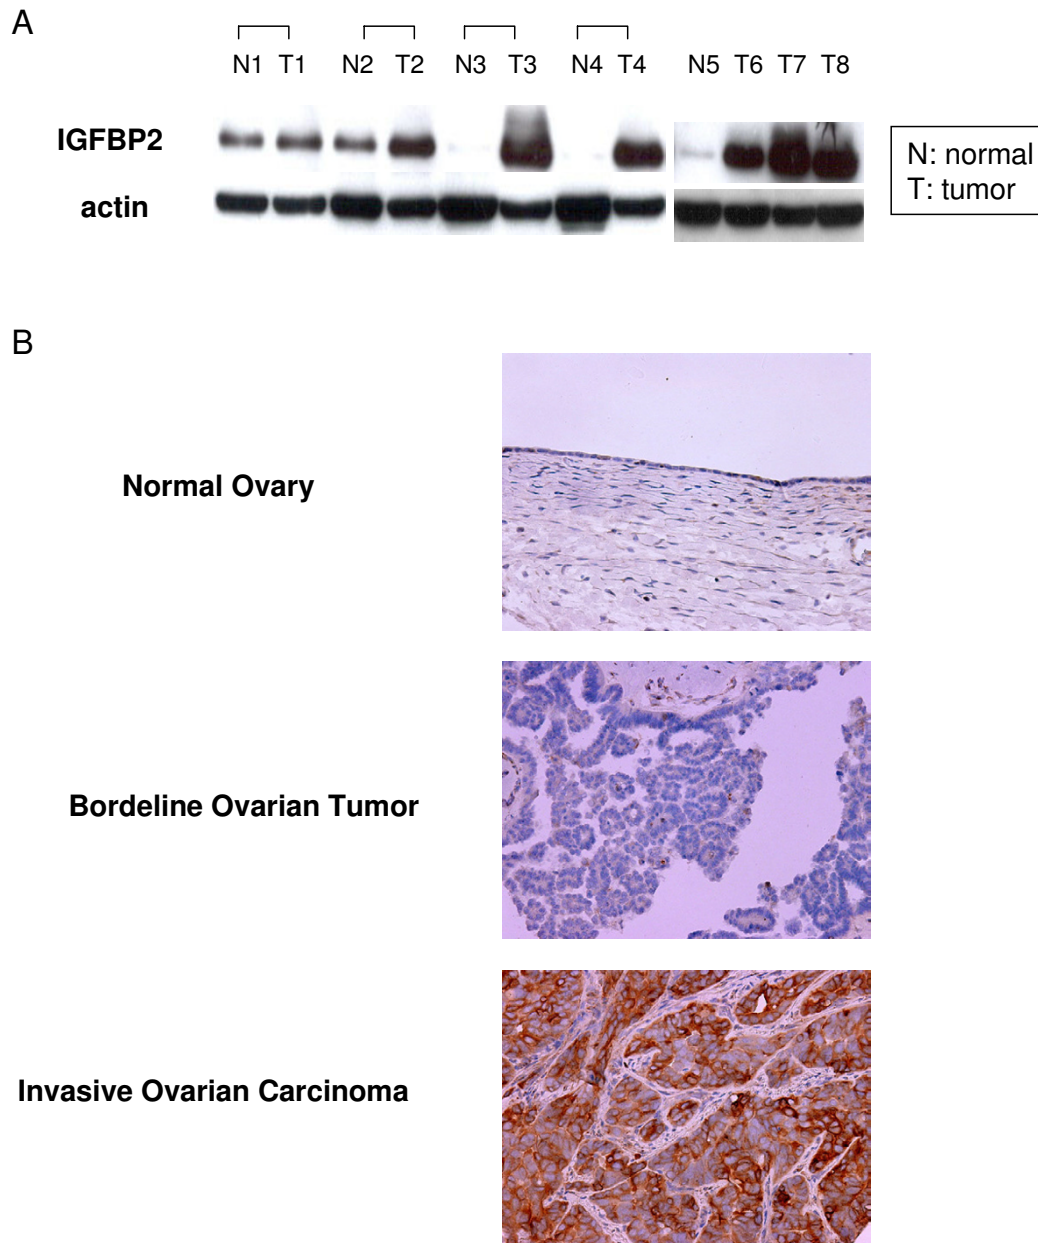 A
N1 T1 N2 T2 N3 T3 N4 T4 N5 T6 T7 T8
IGFBP2
actin
N: normal
T: tumor
B
Normal Ovary
Bordeline Ovarian Tumor
Invasive Ovarian Carcinoma